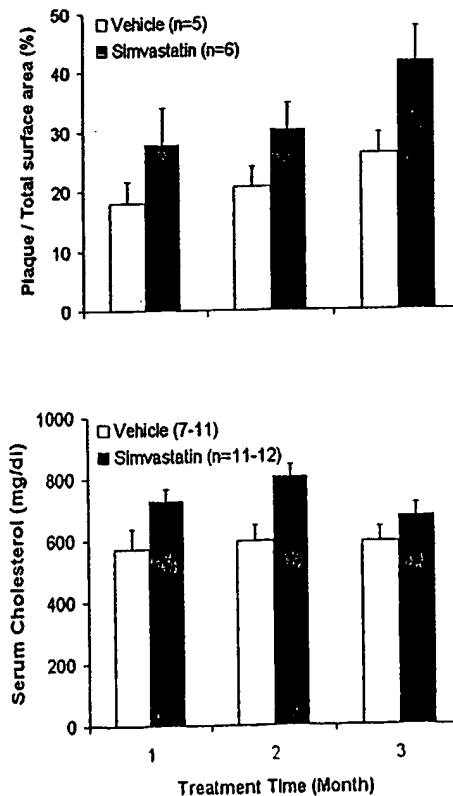 Vehicle (n=5)
Simvastatin (n=6)
Plaque / Total surface area (%)
50
40
30
20
10
0
Vehicle (7-11)
Simvastatin (n=11-12)
Serum Cholesterol (mg/dl)
1000
800
600
400
200
0
1 2 3
Treatment Time (Month)